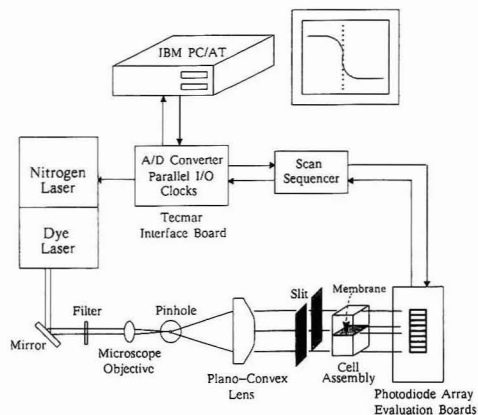 IBM PC/AT
Nitrogen
Laser
Dye
Laser
A/D Converter
Parallel I/O
Clocks
Tecmar
Interface Board
Scan
Sequencer
Mirror
Filter
Microscope
Objective
Pinhole
Plano-Convex
Lens
Slit
Membrane
Cell
Assembly
Photodiode Array
Evaluation Boards